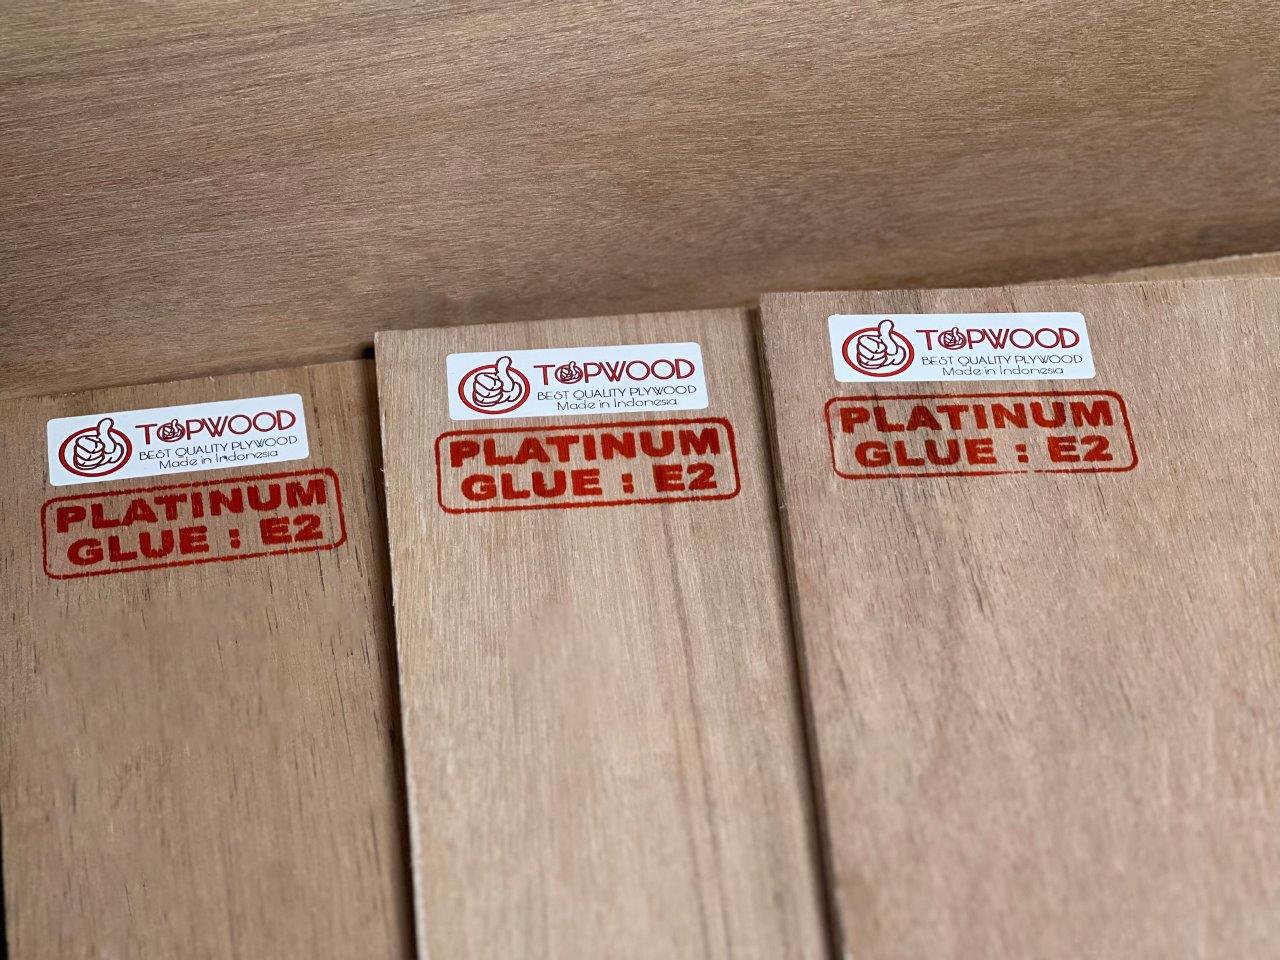 TOPWOOD
BEST QUALITY PLYWOOD
Made in Indonesia
PLATINUM
GLUE : E2
TOPWOOD
BEST QUALITY PLYWOOD
Made in Indonesia
PLATINUM
GLUE : E2
TOPWOOD
BEST QUALITY PLYWOOD
Made in Indonesia
PLATINUM
GLUE : E2